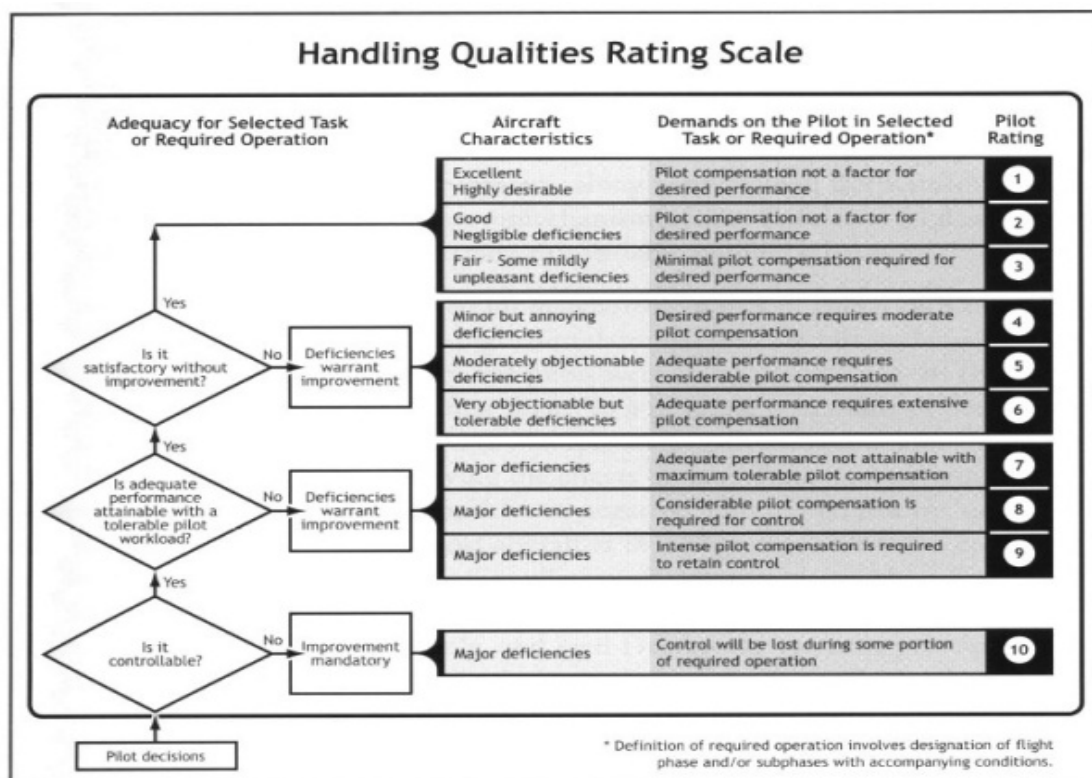 Handling Qualities Rating Scale
Adequacy for Selected Task
or Required Operation
Aircraft
Characteristics
Demands on the Pilot in Selected
Task or Required Operation*
Pilot
Rating
Excellent
Highly desirable
Pilot compensation not a factor for
desired performance
1
Good
Negligible deficiencies
Pilot compensation not a factor for
desired performance
2
Fair - Some mildly
unpleasant deficiencies
Minimal pilot compensation required for
desired performance
3
Yes
Is it
satisfactory without
improvement?
No
Deficiencies
warrant
improvement
Minor but annoying
deficiencies
Desired performance requires moderate
pilot compensation
4
Moderately objectionable
deficiencies
Adequate performance requires
considerable pilot compensation
5
Very objectionable but
tolerable deficiencies
Adequate performance requires extensive
pilot compensation
6
Yes
Is adequate
performance
attainable with a
tolerable pilot
workload?
No
Deficiencies
warrant
improvement
Major deficiencies
Adequate performance not attainable with
maximum tolerable pilot compensation
7
Major deficiencies
Considerable pilot compensation is
required for control
8
Major deficiencies
Intense pilot compensation is required
to retain control
9
Yes
Is it
controllable?
No
Improvement
mandatory
Major deficiencies
Control will be lost during some portion
of required operation
10
Pilot decisions
* Definition of required operation involves designation of flight
phase and/or subphases with accompanying conditions.